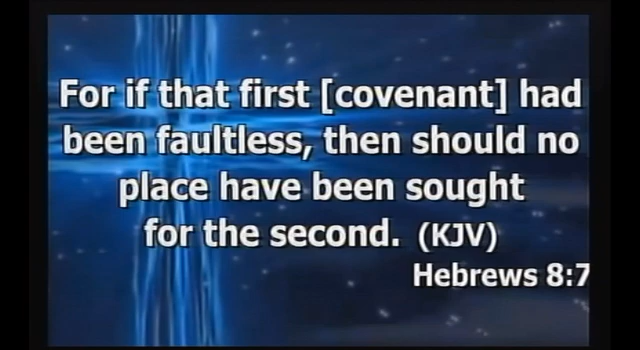 For if that first [covenant] had
been faultless, then should no
place have been sought
for the second. (KJV)
Hebrews 8:7